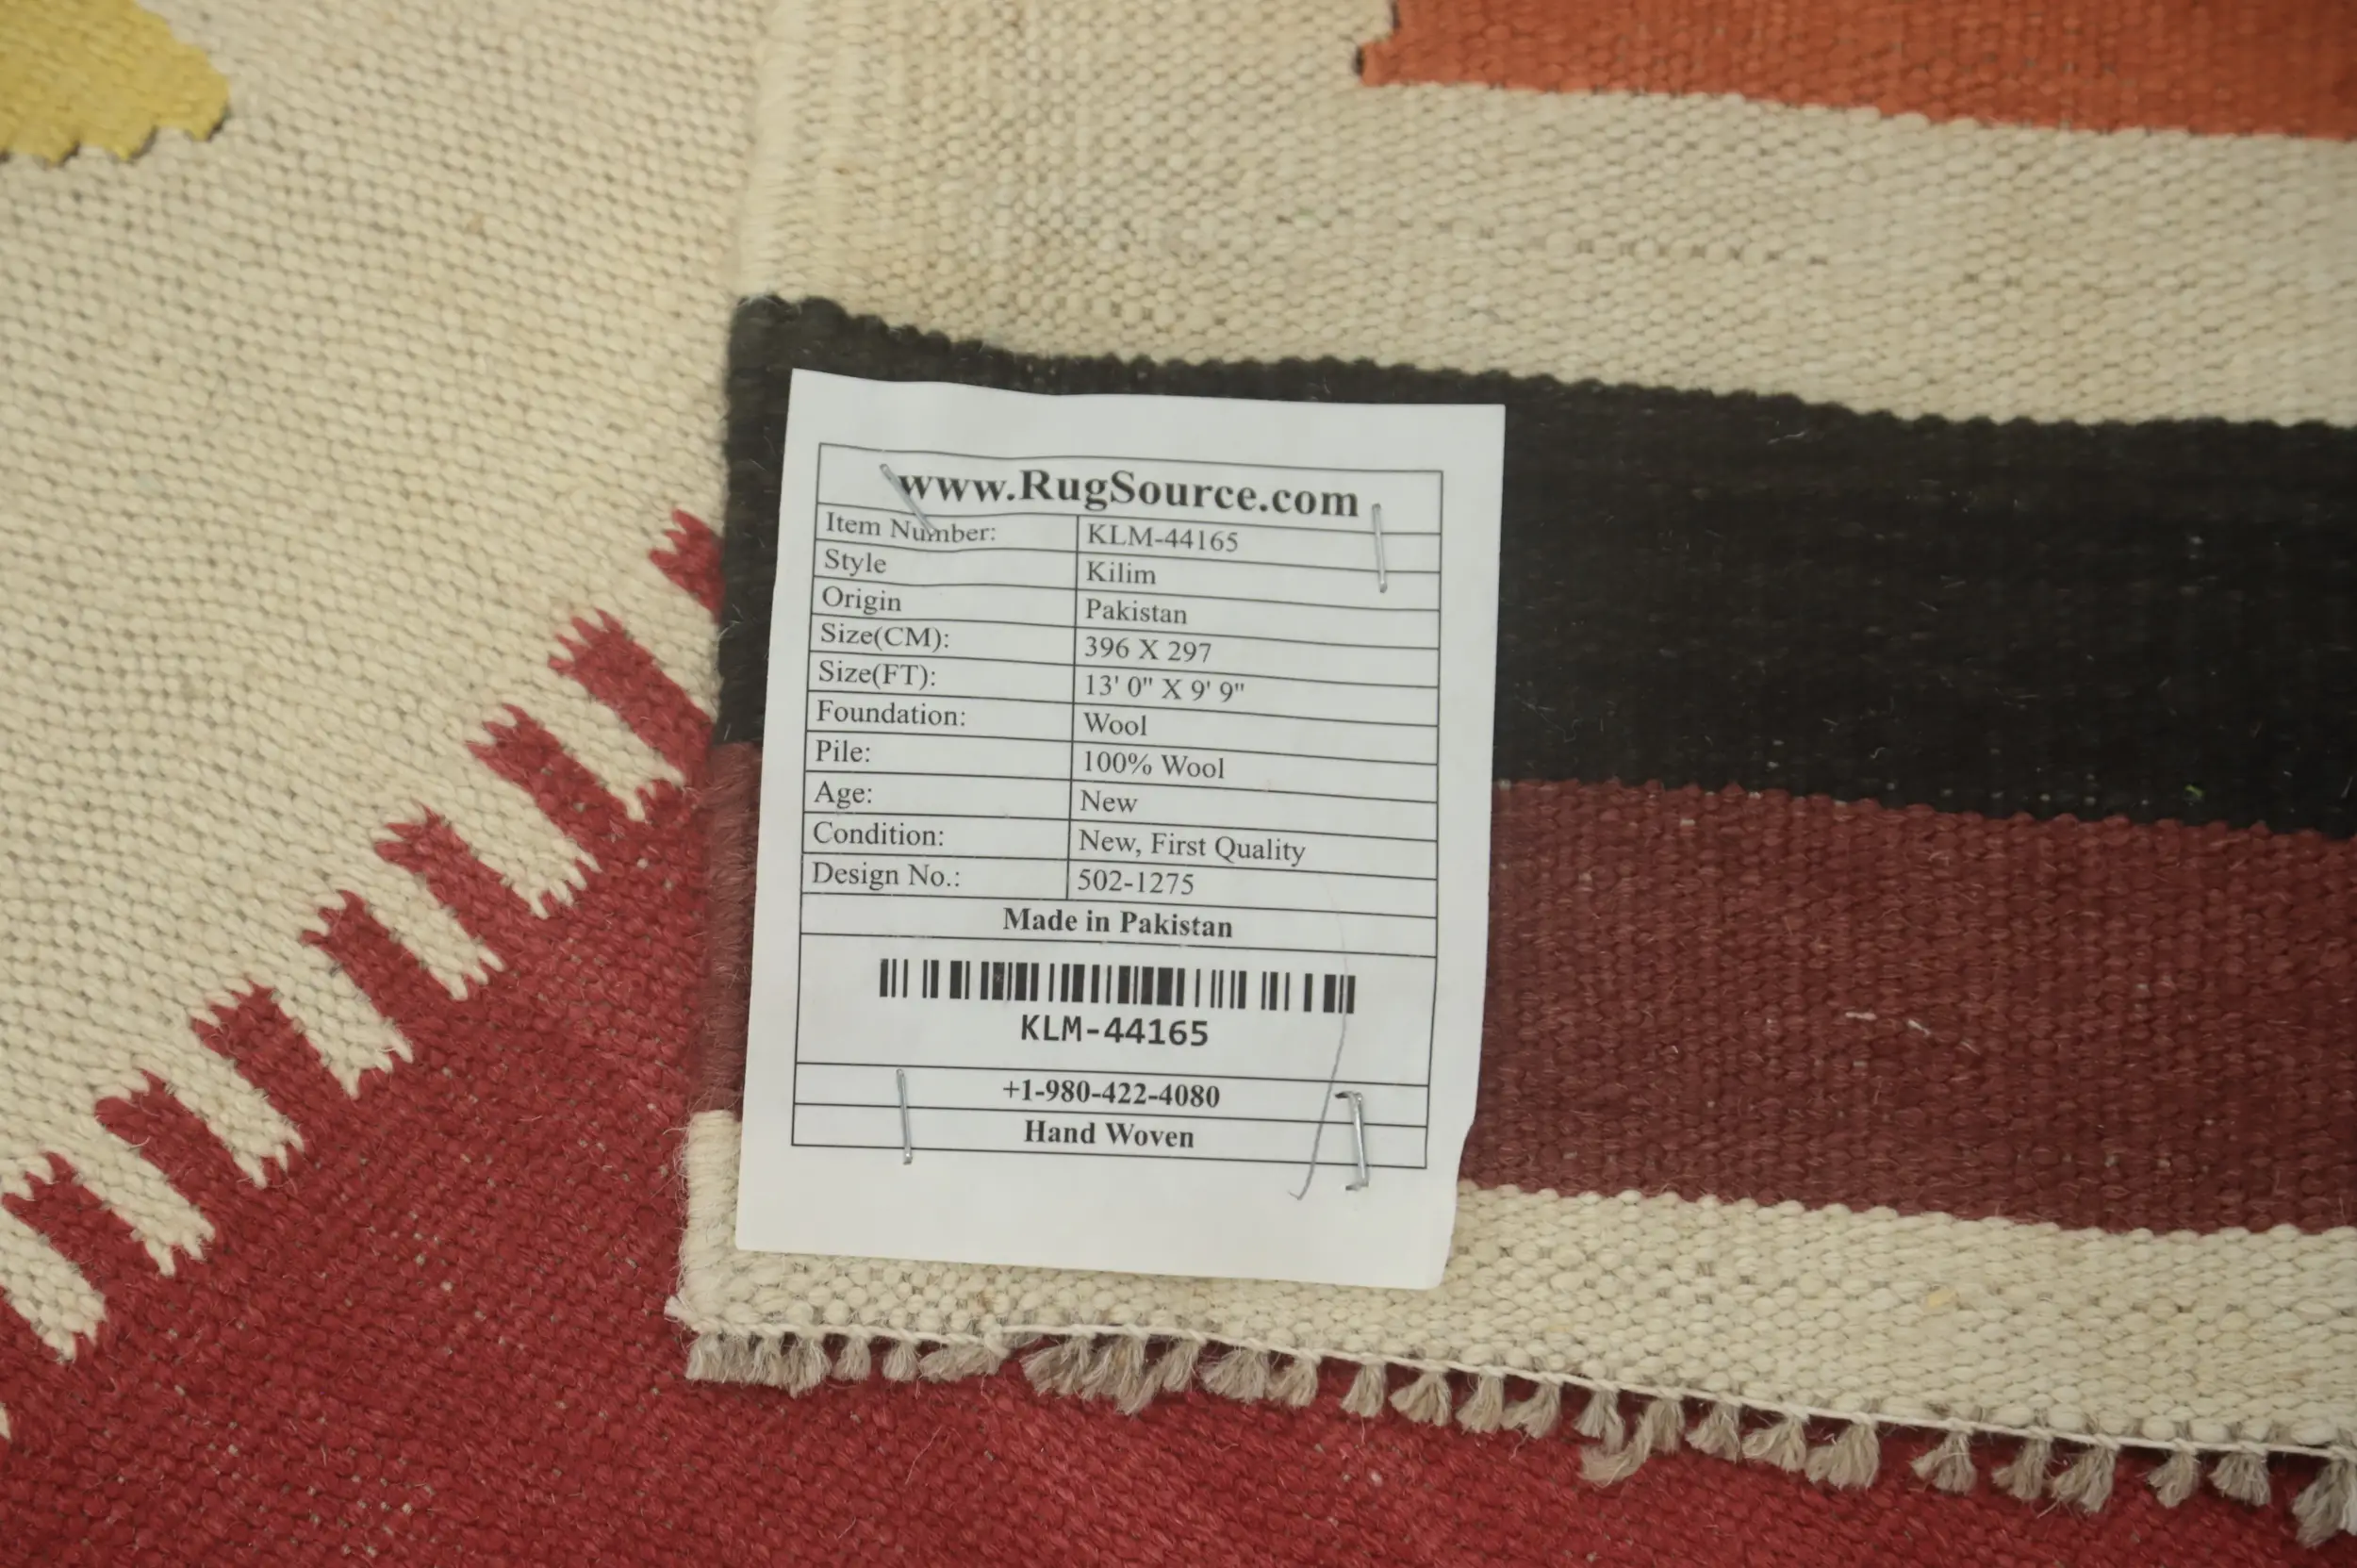 www.RugSource.com
Item Number: KLM-44165
Style Kilim
Origin Pakistan
Size(CM): 396 X 297
Size(FT): 13' 0" X 9' 9"
Foundation: Wool
Pile: 100% Wool
Age: New
Condition: New, First Quality
Design No.: 502-1275
Made in Pakistan
KLM-44165
+1-980-422-4080
Hand Woven